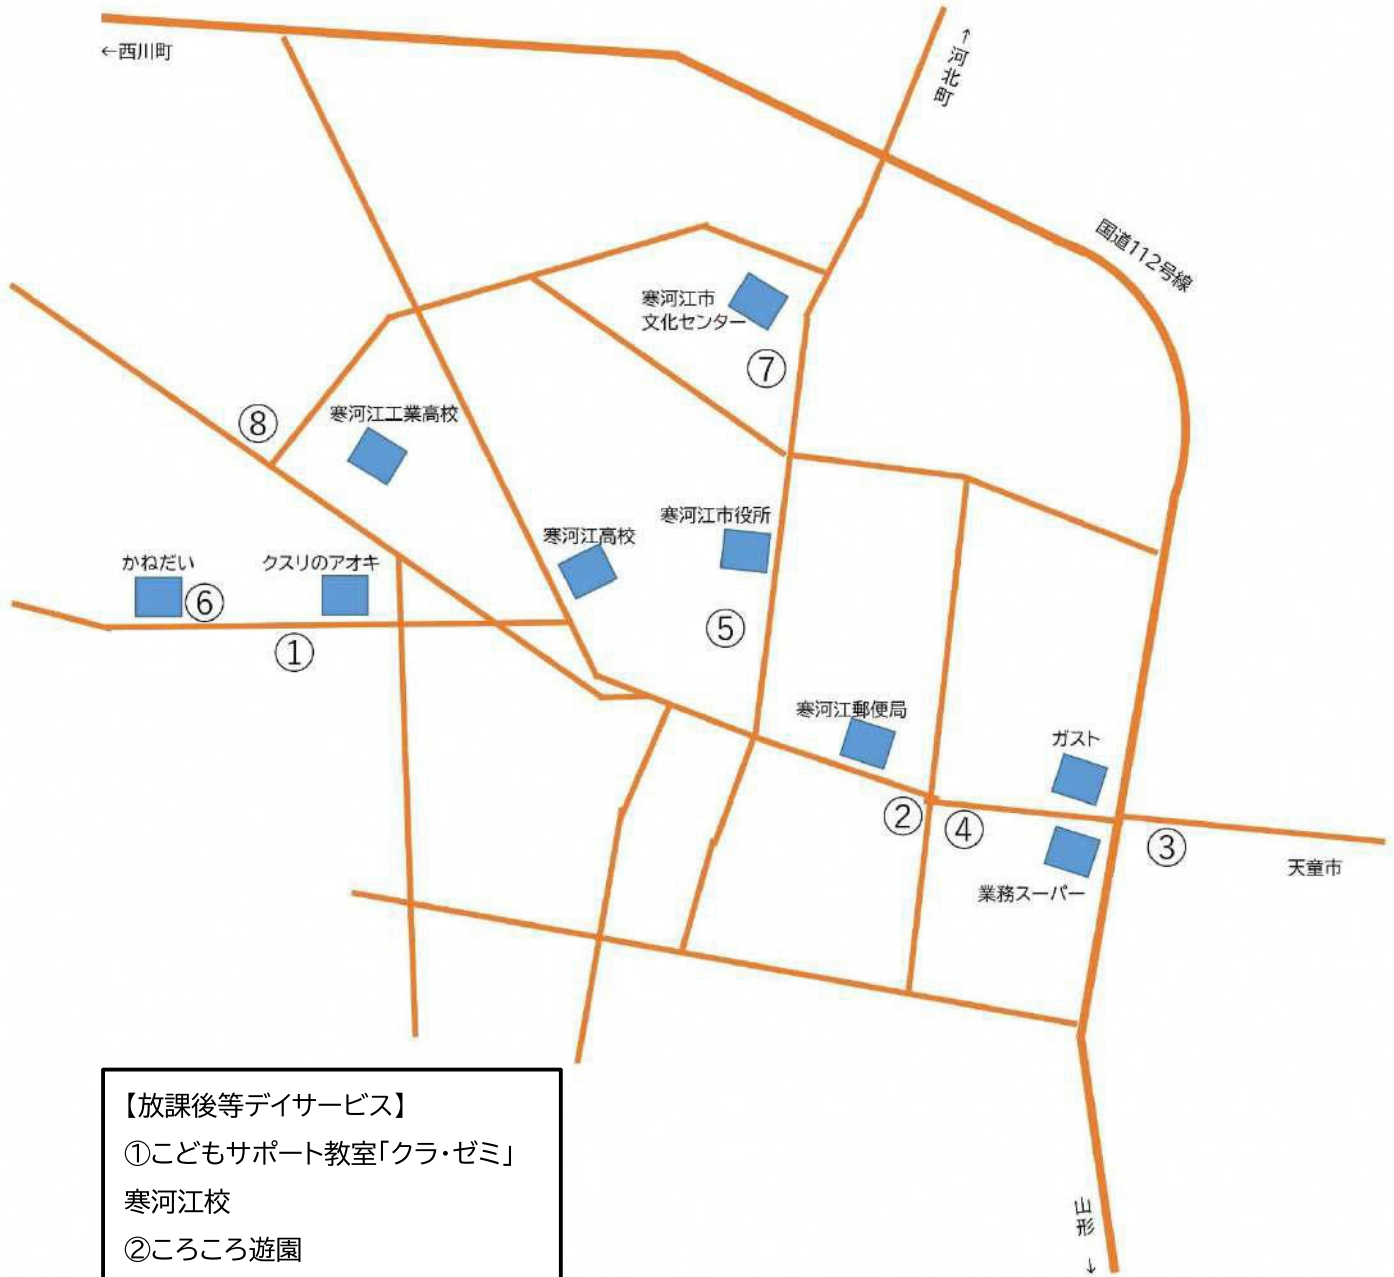 ←西川町
↑河北町
国道112号線
寒河江市
文化センター
⑦
⑧
寒河江工業高校
寒河江市役所
寒河江高校
かねだい
クスリのアオキ
⑥
①
⑤
寒河江郵便局
ガスト
②
④
③
天童市
業務スーパー
山形 →
【放課後等デイサービス】
①こどもサポート教室「クラ・ゼミ」
寒河江校
②ころころ遊園